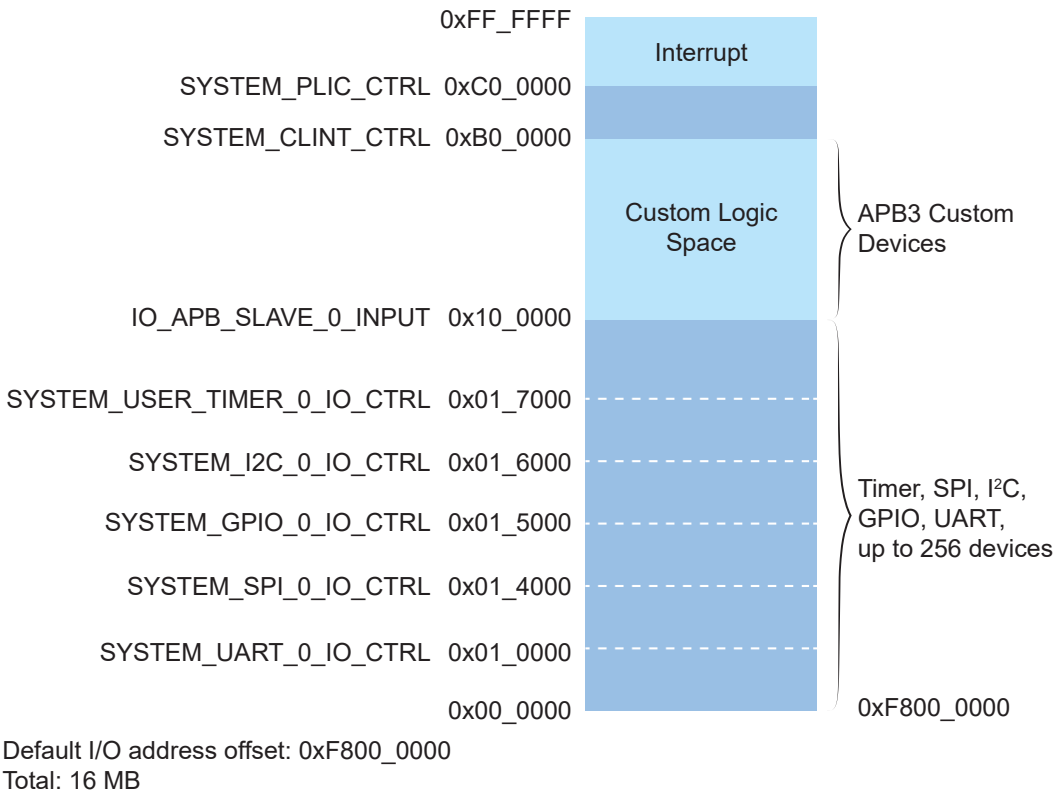 0xFF_FFFF
Interrupt
SYSTEM_PLIC_CTRL 0xC0_0000
SYSTEM_CLINT_CTRL 0xB0_0000
Custom Logic
Space
APB3 Custom
Devices
IO_APB_SLAVE_0_INPUT 0x10_0000
SYSTEM_USER_TIMER_0_IO_CTRL 0x01_7000
SYSTEM_I2C_0_IO_CTRL 0x01_6000
SYSTEM_GPIO_0_IO_CTRL 0x01_5000
SYSTEM_SPI_0_IO_CTRL 0x01_4000
SYSTEM_UART_0_IO_CTRL 0x01_0000
Timer, SPI, I²C,
GPIO, UART,
up to 256 devices
0x00_0000
0xF800_0000
Default I/O address offset: 0xF800_0000
Total: 16 MB